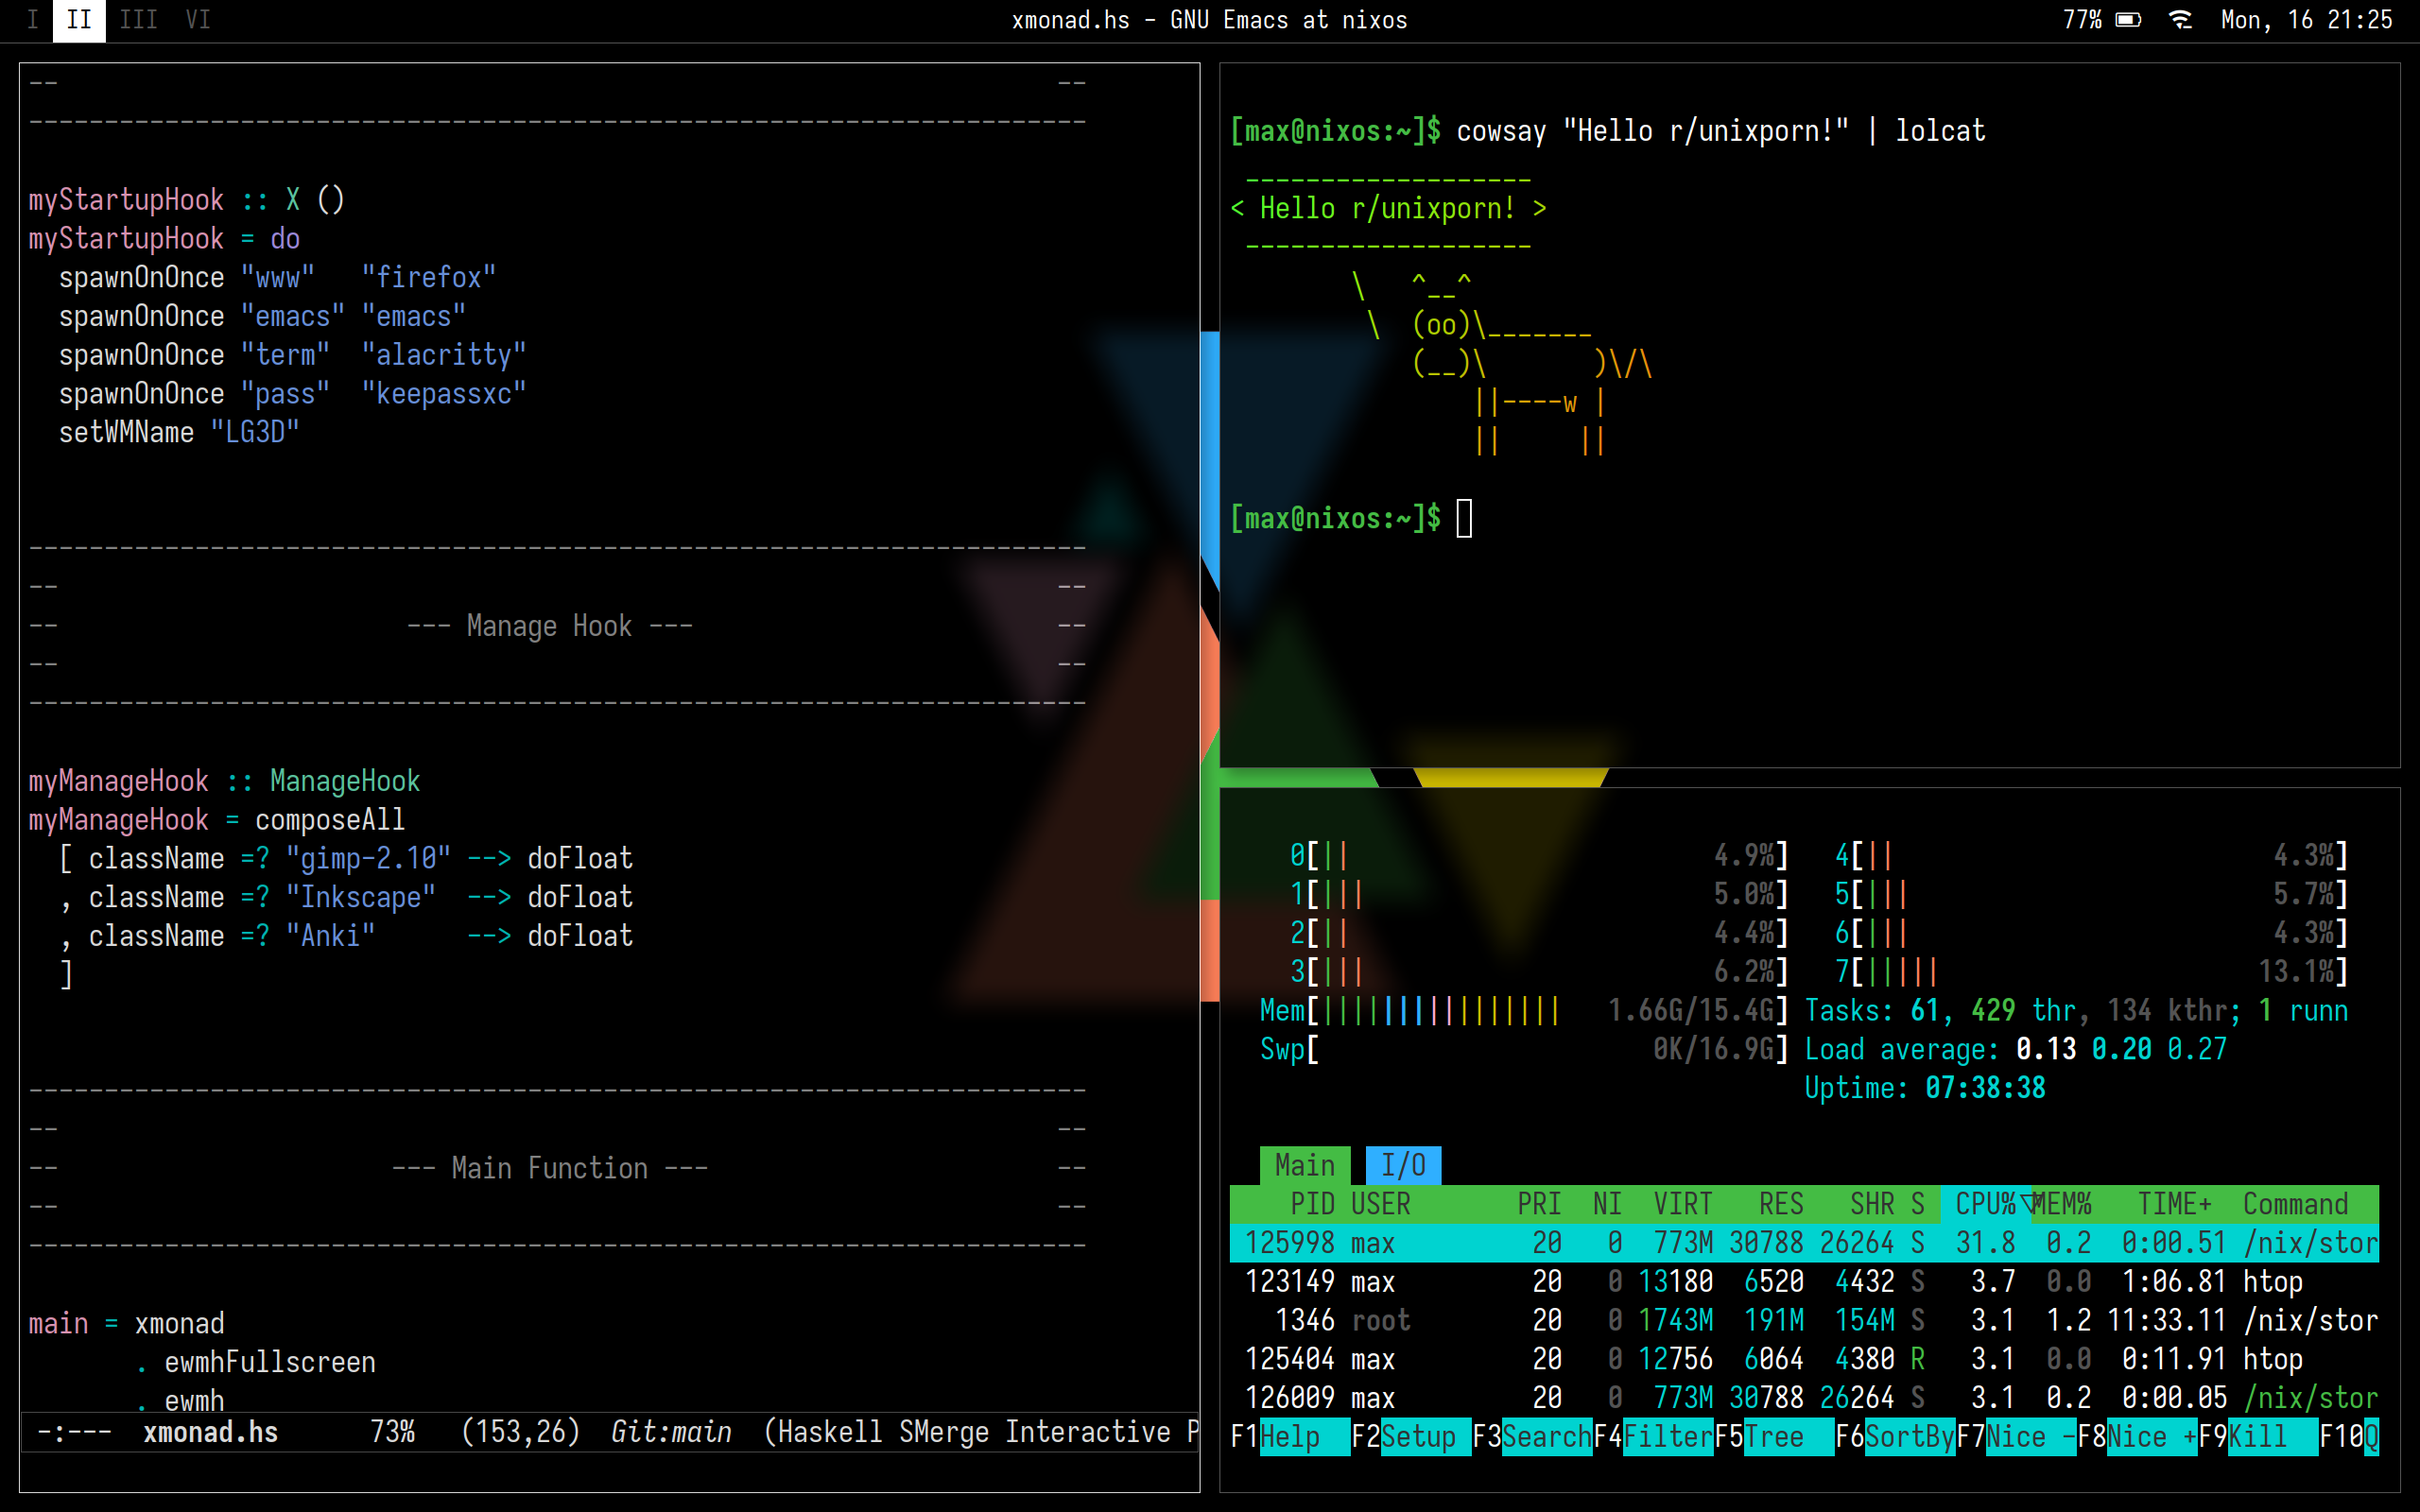 I II III VI
xmonad.hs - GNU Emacs at nixos
77% Mon, 16 21:25
--                                                                  --
----------------------------------------------------------------------
myStartupHook :: X ()
myStartupHook = do
  spawnOnOnce "www"   "firefox"
  spawnOnOnce "emacs" "emacs"
  spawnOnOnce "term"  "alacritty"
  spawnOnOnce "pass"  "keepassxc"
  setWMName "LG3D"
----------------------------------------------------------------------
--                                                                  --
--                       --- Manage Hook ---                        --
--                                                                  --
----------------------------------------------------------------------
myManageHook :: ManageHook
myManageHook = composeAll
  [ className =? "gimp-2.10" --> doFloat
  , className =? "Inkscape"  --> doFloat
  , className =? "Anki"      --> doFloat
  ]
----------------------------------------------------------------------
--                                                                  --
--                      --- Main Function ---                       --
--                                                                  --
----------------------------------------------------------------------
main = xmonad
       . ewmhFullscreen
       . ewmh
-:---  xmonad.hs      73%   (153,26)  Git:main  (Haskell SMerge Interactive P
[max@nixos:~]$ cowsay "Hello r/unixporn!" | lolcat
 ___________________
< Hello r/unixporn! >
 -------------------
        \   ^__^
         \  (oo)\_______
            (__)\       )\/\
                ||----w |
                ||     ||
[max@nixos:~]$
0[|| 4.9%] 4[|| 4.3%]
1[||| 5.0%] 5[||| 5.7%]
2[|| 4.4%] 6[||| 4.3%]
3[||| 6.2%] 7[||||| 13.1%]
Mem[|||||||||||||||| 1.66G/15.4G] Tasks: 61, 429 thr, 134 kthr; 1 runn
Swp[ 0K/16.9G] Load average: 0.13 0.20 0.27
Uptime: 07:38:38
Main I/O
PID USER PRI NI VIRT RES SHR S CPU%▽MEM% TIME+ Command
125998 max 20 0 773M 30788 26264 S 31.8 0.2 0:00.51 /nix/stor
123149 max 20 0 13180 6520 4432 S 3.7 0.0 1:06.81 htop
1346 root 20 0 1743M 191M 154M S 3.1 1.2 11:33.11 /nix/stor
125404 max 20 0 12756 6064 4380 R 3.1 0.0 0:11.91 htop
126009 max 20 0 773M 30788 26264 S 3.1 0.2 0:00.05 /nix/stor
F1Help F2Setup F3SearchF4FilterF5Tree F6SortByF7Nice -F8Nice +F9Kill F10Q